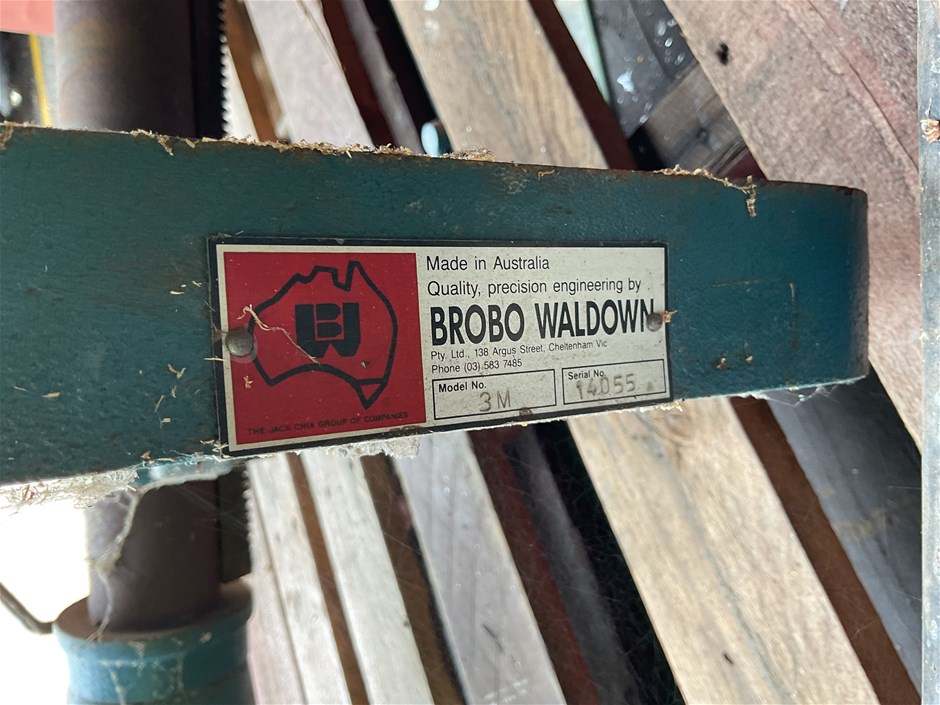 Made in Australia
Quality, precision engineering by
BROBO WALDOWN
Pty. Ltd., 138 Argus Street, Cheltenham Vic
Phone (03) 583 7485
Model No.
3M
Serial No.
14055
BW
THE JACK CHIA GROUP OF COMPANIES